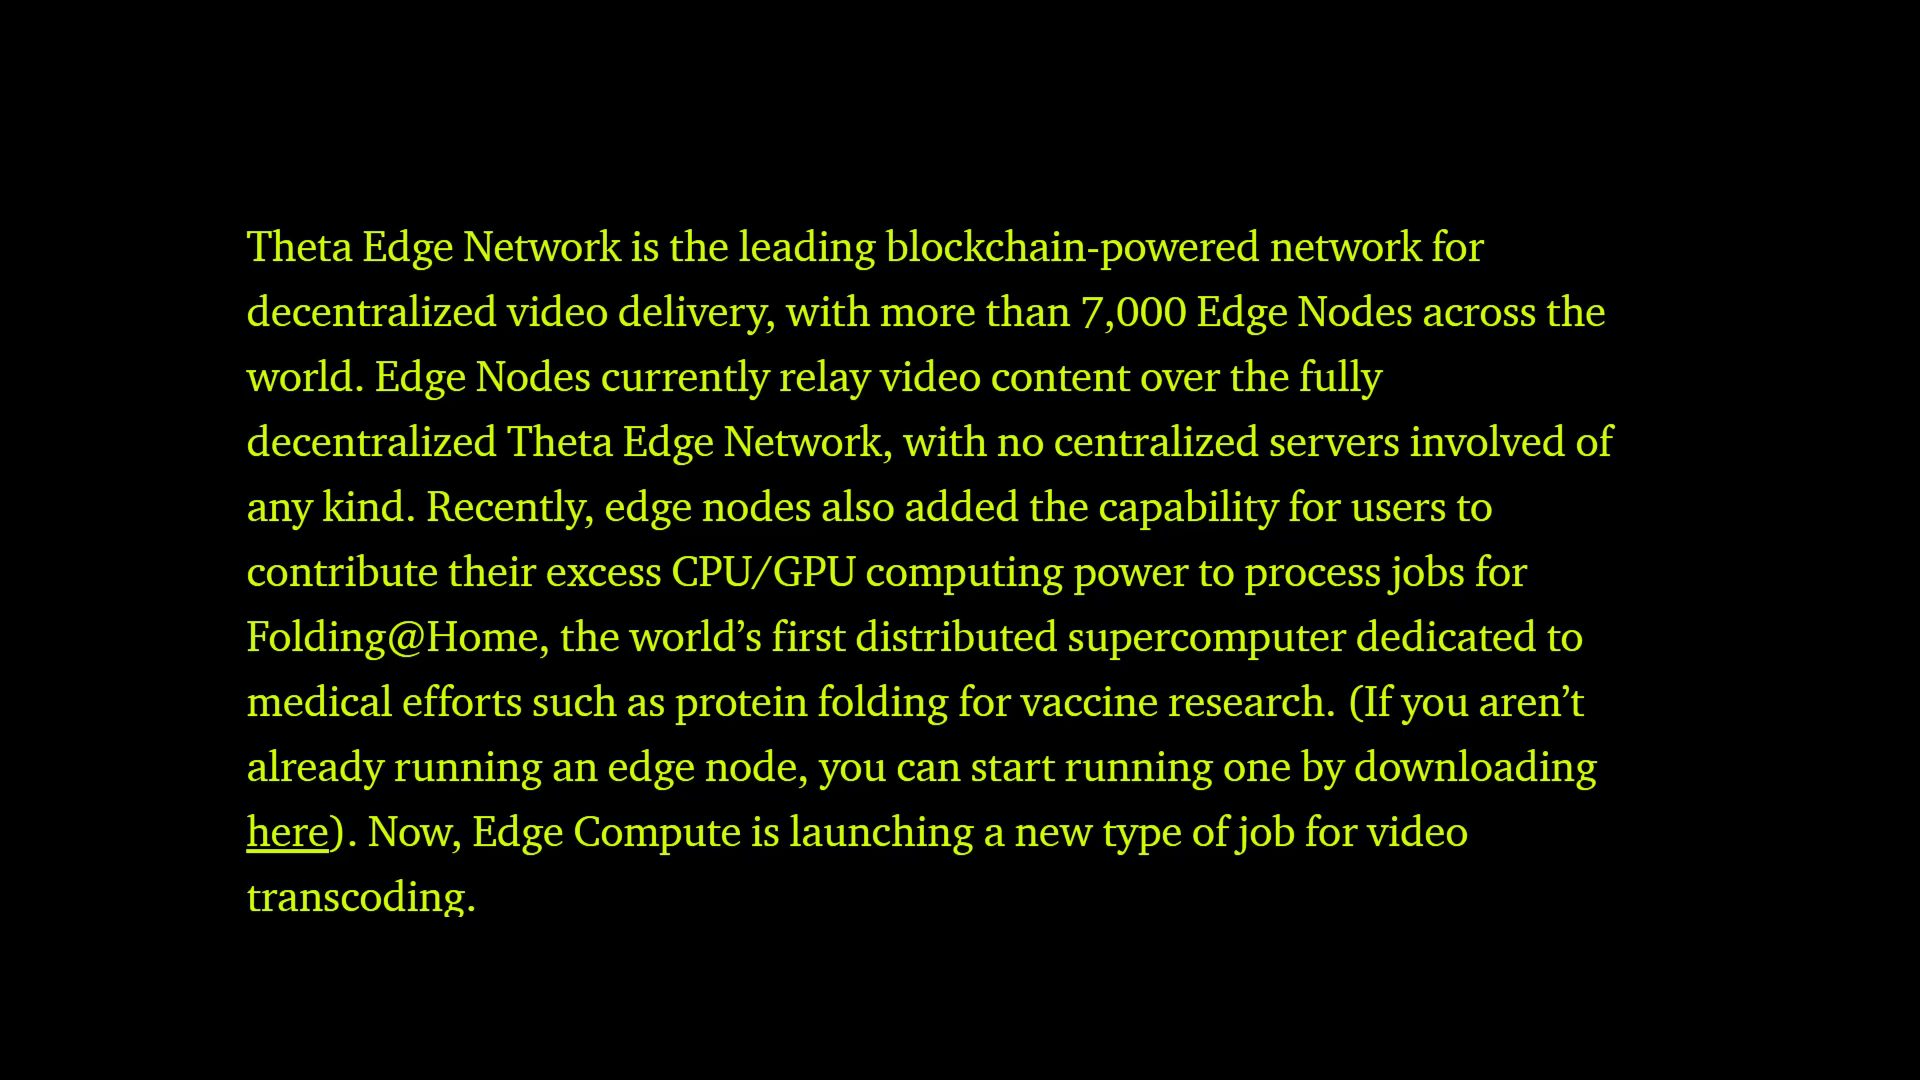 Theta Edge Network is the leading blockchain-powered network for
decentralized video delivery, with more than 7,000 Edge Nodes across the
world. Edge Nodes currently relay video content over the fully
decentralized Theta Edge Network, with no centralized servers involved of
any kind. Recently, edge nodes also added the capability for users to
contribute their excess CPU/GPU computing power to process jobs for
Folding@Home, the world’s first distributed supercomputer dedicated to
medical efforts such as protein folding for vaccine research. (If you aren’t
already running an edge node, you can start running one by downloading
here). Now, Edge Compute is launching a new type of job for video
transcoding.